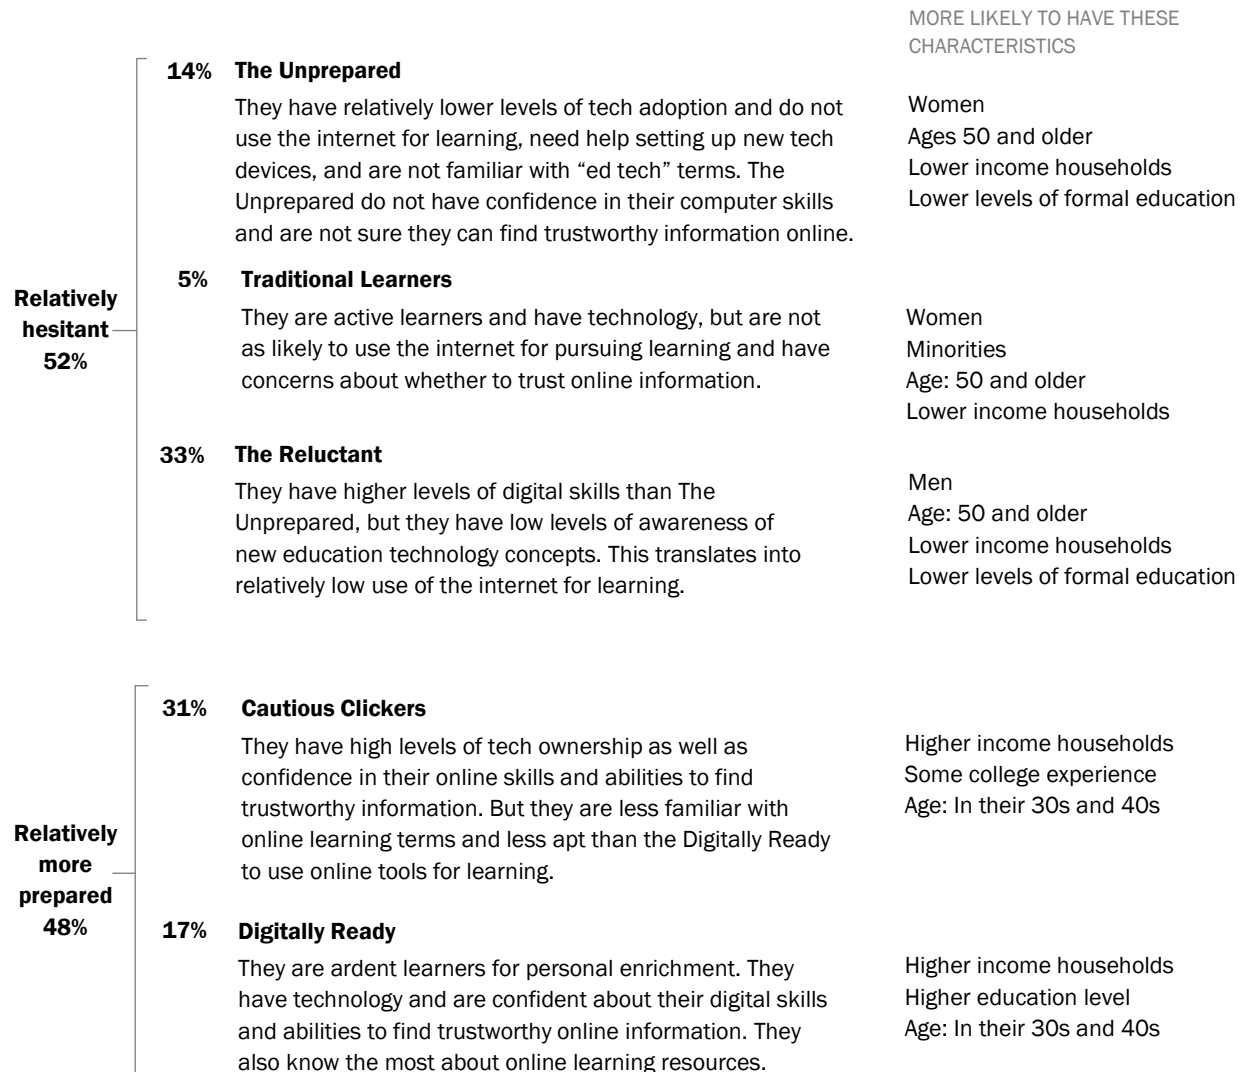 MORE LIKELY TO HAVE THESE
CHARACTERISTICS
Relatively
hesitant
52%
14% The Unprepared
They have relatively lower levels of tech adoption and do not
use the internet for learning, need help setting up new tech
devices, and are not familiar with “ed tech” terms. The
Unprepared do not have confidence in their computer skills
and are not sure they can find trustworthy information online.
Women
Ages 50 and older
Lower income households
Lower levels of formal education
5% Traditional Learners
They are active learners and have technology, but are not
as likely to use the internet for pursuing learning and have
concerns about whether to trust online information.
Women
Minorities
Age: 50 and older
Lower income households
33% The Reluctant
They have higher levels of digital skills than The
Unprepared, but they have low levels of awareness of
new education technology concepts. This translates into
relatively low use of the internet for learning.
Men
Age: 50 and older
Lower income households
Lower levels of formal education
Relatively
more
prepared
48%
31% Cautious Clickers
They have high levels of tech ownership as well as
confidence in their online skills and abilities to find
trustworthy information. But they are less familiar with
online learning terms and less apt than the Digitally Ready
to use online tools for learning.
Higher income households
Some college experience
Age: In their 30s and 40s
17% Digitally Ready
They are ardent learners for personal enrichment. They
have technology and are confident about their digital skills
and abilities to find trustworthy online information. They
also know the most about online learning resources.
Higher income households
Higher education level
Age: In their 30s and 40s